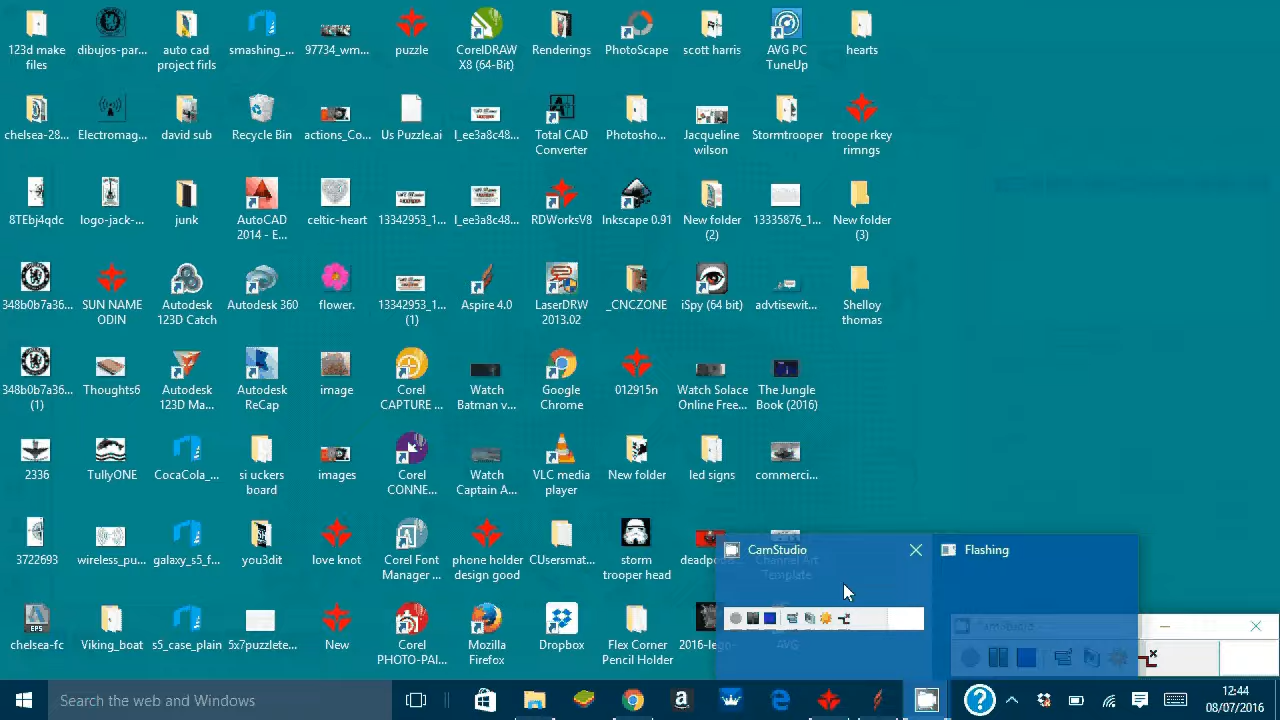 123d make files
dibujos-par...
auto cad project firls
smashing_...
97734_wm...
puzzle
CorelDRAW X8 (64-Bit)
Renderings
PhotoScape
scott harris
AVG PC TuneUp
hearts
chelsea-28...
Electromag...
david sub
Recycle Bin
actions_Co...
Us Puzzle.ai
l_ee3a8c48...
Total CAD Converter
Photosho...
Jacqueline wilson
Stormtrooper
troope rkey rimngs
8TEbj4qdc
logo-jack-...
junk
AutoCAD 2014 - E...
celtic-heart
13342953_1...
l_ee3a8c48...
RDWorksV8
Inkscape 0.91
New folder (2)
13335876_1...
New folder (3)
348b0b7a36...
SUN NAME ODIN
Autodesk 123D Catch
Autodesk 360
flower.
13342953_1... (1)
Aspire 4.0
LaserDRW 2013.02
_CNCZONE
iSpy (64 bit)
advtisewit...
Shelloy thomas
348b0b7a36... (1)
Thoughts6
Autodesk 123D Ma...
Autodesk ReCap
image
Corel CAPTURE ...
Watch Batman v...
Google Chrome
012915n
Watch Solace Online Free...
The Jungle Book (2016)
2336
TullyONE
CocaCola_...
si uckers board
images
Corel CONNE...
Watch Captain A...
VLC media player
New folder
led signs
commerci...
3722693
wireless_pu...
galaxy_s5_f...
you3dit
love knot
Corel Font Manager ...
phone holder design good
CUsersmat...
storm trooper head
deadpool...
Channel Art Template
CamStudio
Flashing
chelsea-fc
EPS
Viking_boat
s5_case_plain
5x7puzzlete...
New
Corel PHOTO-PAI...
Mozilla Firefox
Dropbox
Flex Corner Pencil Holder
2016-lego-
AVG
CamStudio
Search the web and Windows
12:44
08/07/2016